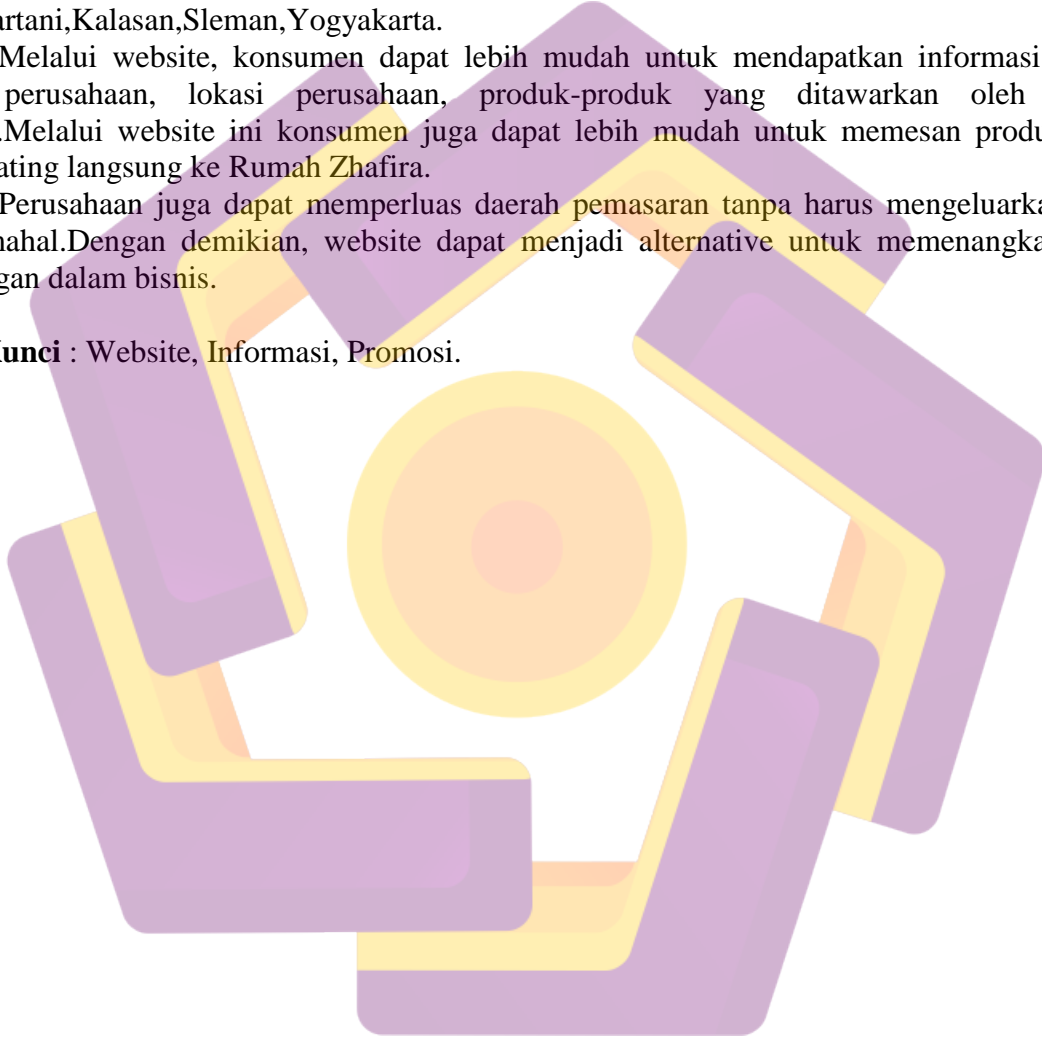 artani,Kalasan,Sleman,Yogyakarta.
Melalui website, konsumen dapat lebih mudah untuk mendapatkan informasi
perusahaan, lokasi perusahaan, produk-produk yang ditawarkan oleh
.Melalui website ini konsumen juga dapat lebih mudah untuk memesan produ
ating langsung ke Rumah Zhafira.
Perusahaan juga dapat memperluas daerah pemasaran tanpa harus mengeluarka
ahal.Dengan demikian, website dapat menjadi alternative untuk memenangka
gan dalam bisnis.
unci : Website, Informasi, Promosi.